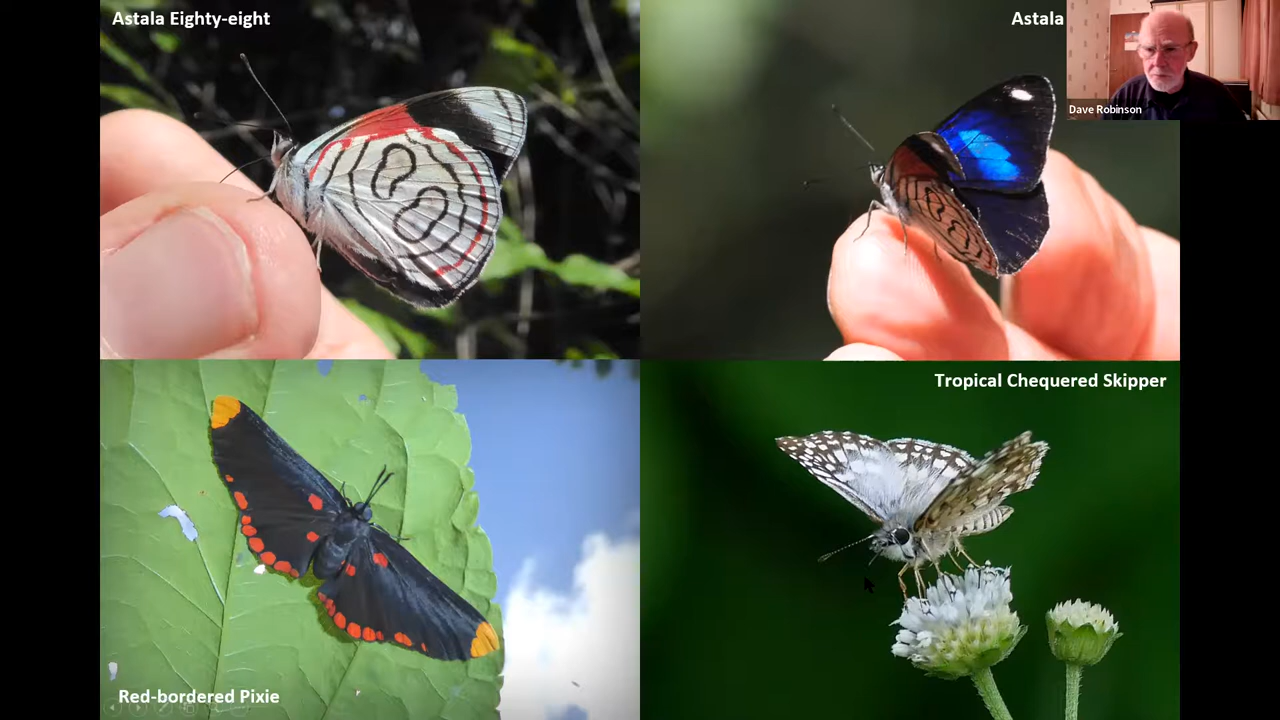 Astala Eighty-eight
Astala
Dave Robinson
Tropical Chequered Skipper
Red-bordered Pixie